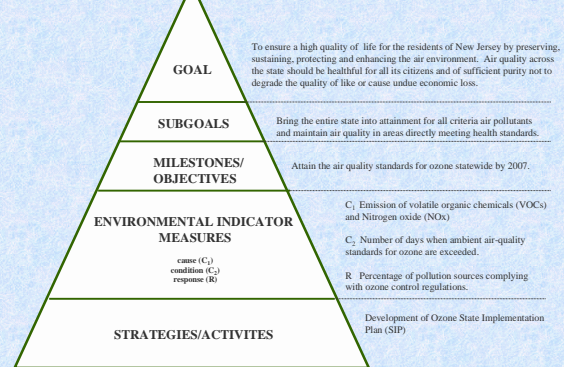 GOAL
To ensure a high quality of life for the residents of New Jersey by preserving,
sustaining, protecting and enhancing the air environment. Air quality across
the state should be healthful for all its citizens and of sufficient purity not to
degrade the quality of like or cause undue economic loss.
SUBGOALS
Bring the entire state into attainment for all criteria air pollutants
and maintain air quality in areas directly meeting health standards.
MILESTONES/
OBJECTIVES
Attain the air quality standards for ozone statewide by 2007.
ENVIRONMENTAL INDICATOR
MEASURES
cause (C₁)
condition (C₂)
response (R)
C₁ Emission of volatile organic chemicals (VOCs)
and Nitrogen oxide (NOx)
C₂ Number of days when ambient air-quality
standards for ozone are exceeded.
R Percentage of pollution sources complying
with ozone control regulations.
STRATEGIES/ACTIVITES
Development of Ozone State Implementation
Plan (SIP)